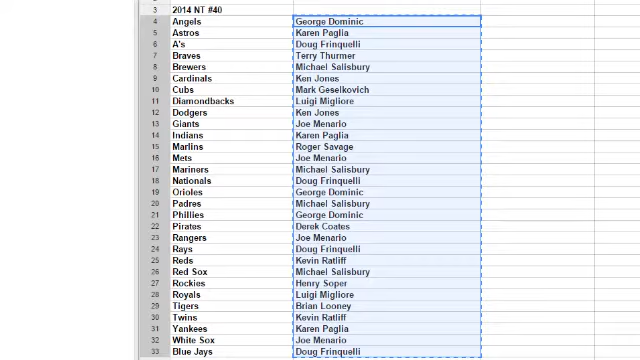 3 2014 NT #40
4 Angels George Dominic
5 Astros Karen Paglia
6 A's Doug Frinquelli
7 Braves Terry Thurmer
8 Brewers Michael Salisbury
9 Cardinals Ken Jones
10 Cubs Mark Geselkovich
11 Diamondbacks Luigi Migliore
12 Dodgers Ken Jones
13 Giants Joe Menario
14 Indians Karen Paglia
15 Marlins Roger Savage
16 Mets Joe Menario
17 Mariners Michael Salisbury
18 Nationals Doug Frinquelli
19 Orioles George Dominic
20 Padres Michael Salisbury
21 Phillies George Dominic
22 Pirates Derek Coates
23 Rangers Joe Menario
24 Rays Doug Frinquelli
25 Reds Kevin Ratliff
26 Red Sox Michael Salisbury
27 Rockies Henry Soper
28 Royals Luigi Migliore
29 Tigers Brian Looney
30 Twins Kevin Ratliff
31 Yankees Karen Paglia
32 White Sox Joe Menario
33 Blue Jays Doug Frinquelli